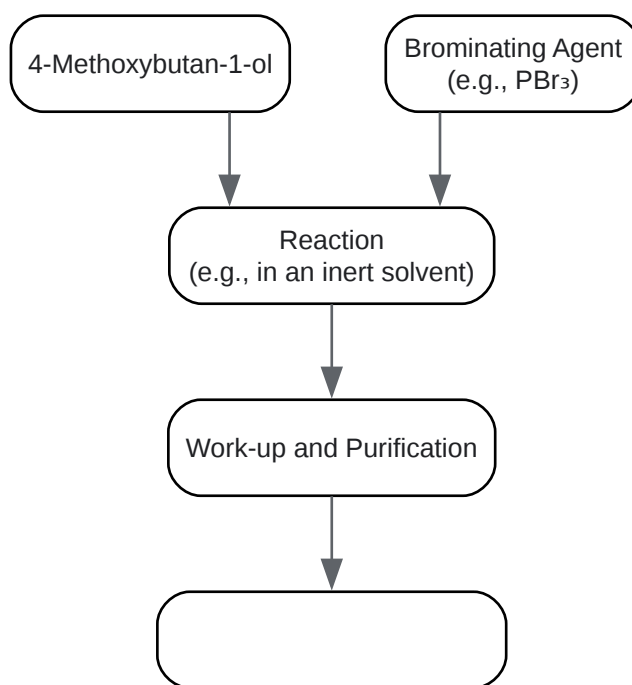 4-Methoxybutan-1-ol
Brominating Agent
(e.g., PBr₃)
Reaction
(e.g., in an inert solvent)
Work-up and Purification